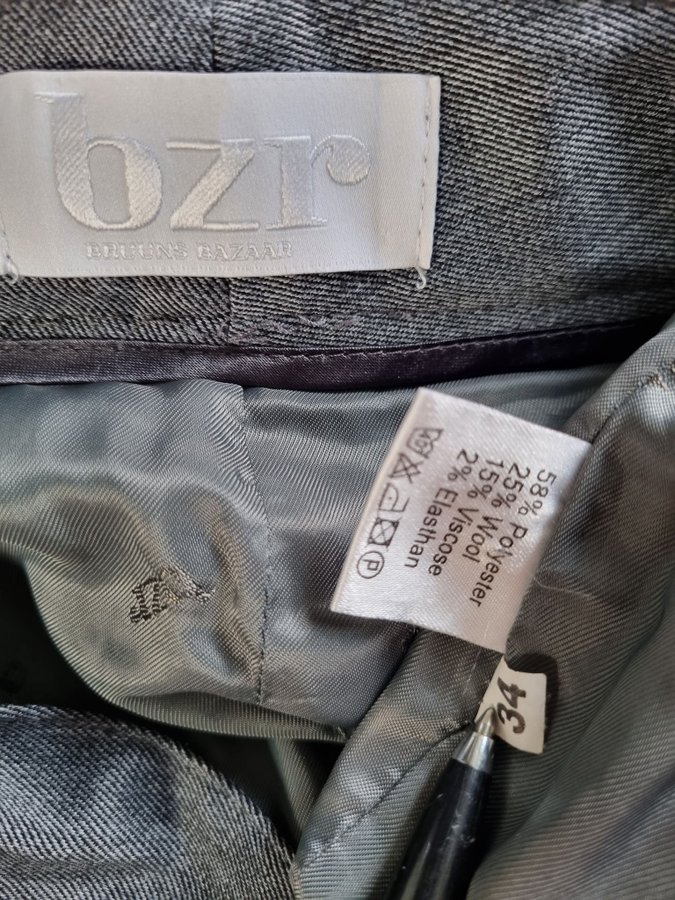 bzr
BRUUNS BAZAAR
58% Polyester
25% Wool
15% Viscose
2% Elasthan
P
34